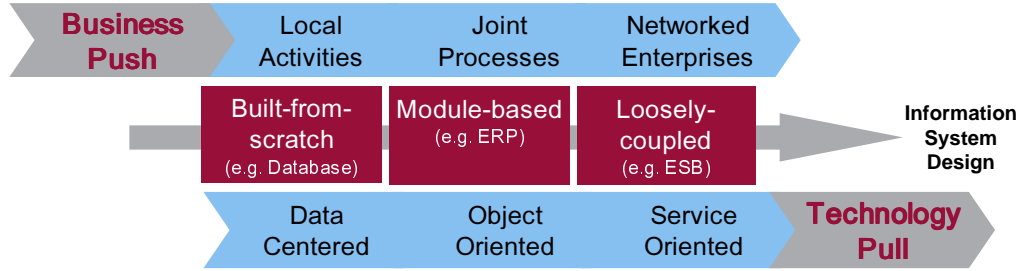 Business
Push
Local
Activities
Joint
Processes
Networked
Enterprises
Built-from-
scratch
(e.g. Database)
Module-based
(e.g. ERP)
Loosely-
coupled
(e.g. ESB)
Information
System
Design
Data
Centered
Object
Oriented
Service
Oriented
Technology
Pull